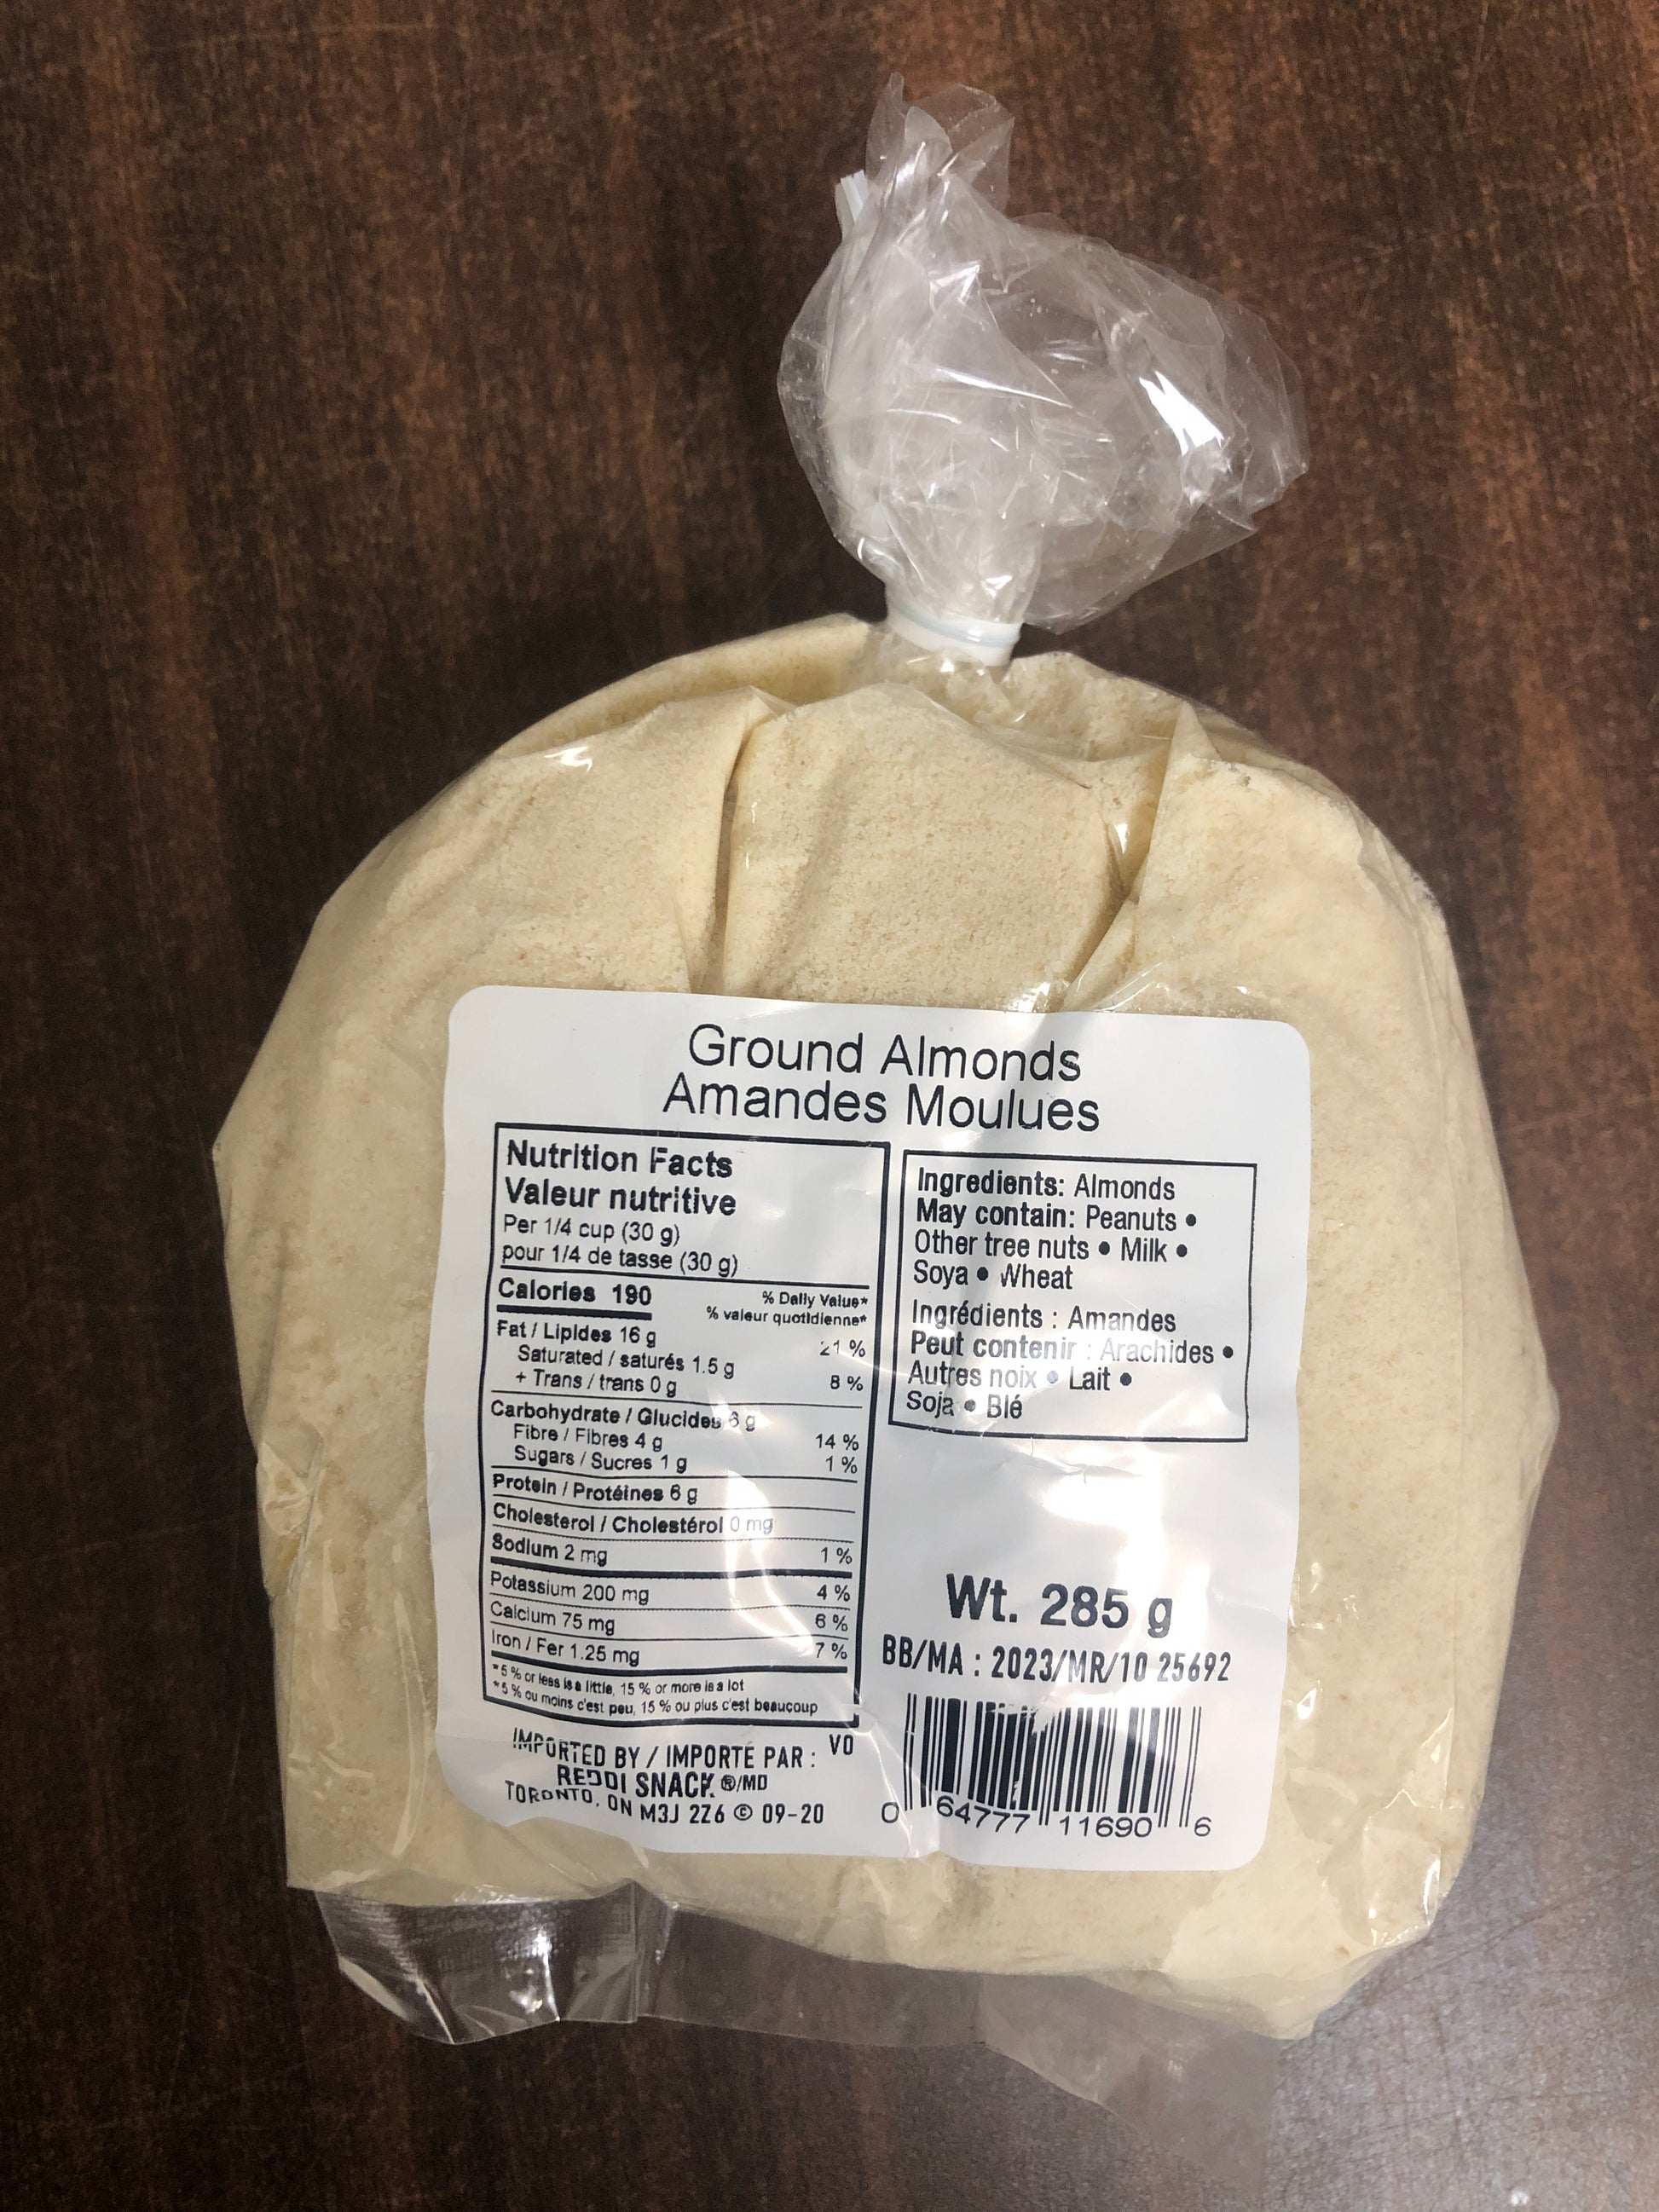 Ground Almonds
Amandes Moulues
Nutrition Facts
Valeur nutritive
Per 1/4 cup (30 g)
pour 1/4 de tasse (30 g)
Calories 190
% Daily Value*
% valeur quotidienne*
Fat / Lipides 16 g 21 %
Saturated / saturés 1.5 g
+ Trans / trans 0 g 8 %
Carbohydrate / Glucides 6 g
Fibre / Fibres 4 g 14 %
Sugars / Sucres 1 g 1 %
Protein / Protéines 6 g
Cholesterol / Cholestérol 0 mg
Sodium 2 mg 1 %
Potassium 200 mg 4 %
Calcium 75 mg 6 %
Iron / Fer 1.25 mg 7 %
*5 % or less is a little, 15 % or more is a lot
*5 % ou moins c'est peu, 15 % ou plus c'est beaucoup
IMPORTED BY / IMPORTÉ PAR : V0
REDDI SNACK ®/MD
TORONTO, ON M3J 2Z6 © 09-20
Ingredients: Almonds
May contain: Peanuts •
Other tree nuts • Milk •
Soya • Wheat
Ingrédients : Amandes
Peut contenir : Arachides •
Autres noix • Lait •
Soja • Blé
Wt. 285 g
BB/MA : 2023/MR/10 25692
0 64777 11690 6